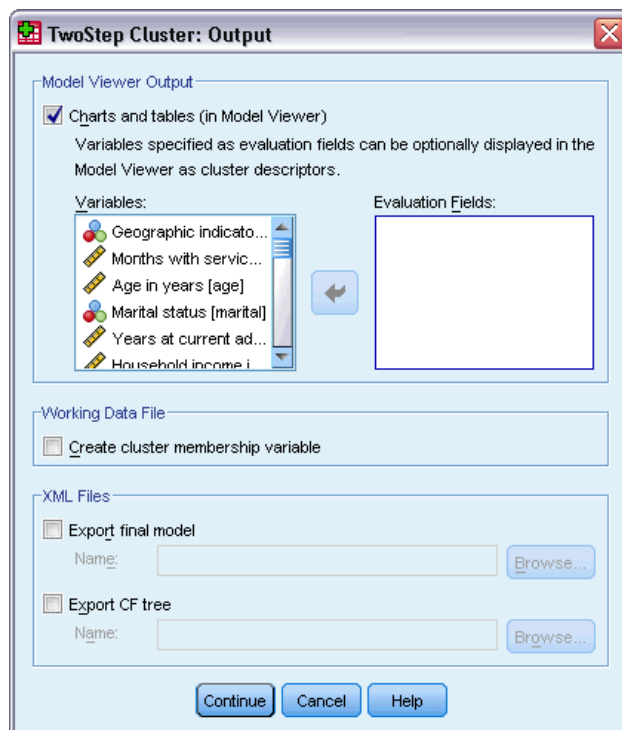 TwoStep Cluster: Output
Model Viewer Output
Charts and tables (in Model Viewer)
Variables specified as evaluation fields can be optionally displayed in the
Model Viewer as cluster descriptors.
Variables:
Evaluation Fields:
Geographic indicato...
Months with servic...
Age in years [age]
Marital status [marital]
Years at current ad...
Household income i...
Working Data File
Create cluster membership variable
XML Files
Export final model
Name:
Browse...
Export CF tree
Name:
Browse...
Continue
Cancel
Help